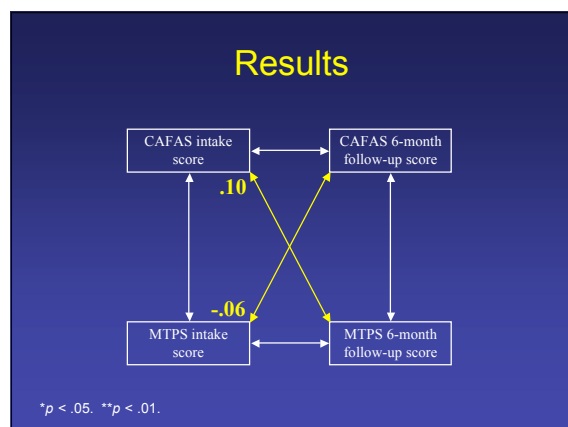 Results
CAFAS intake
score
CAFAS 6-month
follow-up score
.10
-.06
MTPS intake
score
MTPS 6-month
follow-up score
*p < .05. **p < .01.